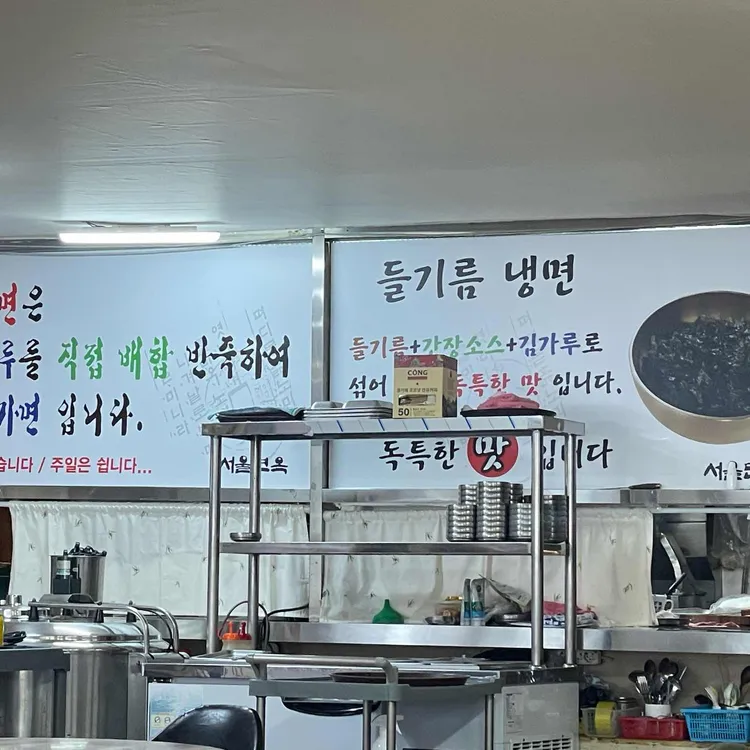 면은
루를 직접 배합 반죽하여
기면 입니다.
습니다 / 주일은 쉽니다...
서울면옥
들기름 냉면
들기름+간장소스+김가루로
섞어 독특한 맛 입니다.
독특한 맛 입니다
CÓNG
50